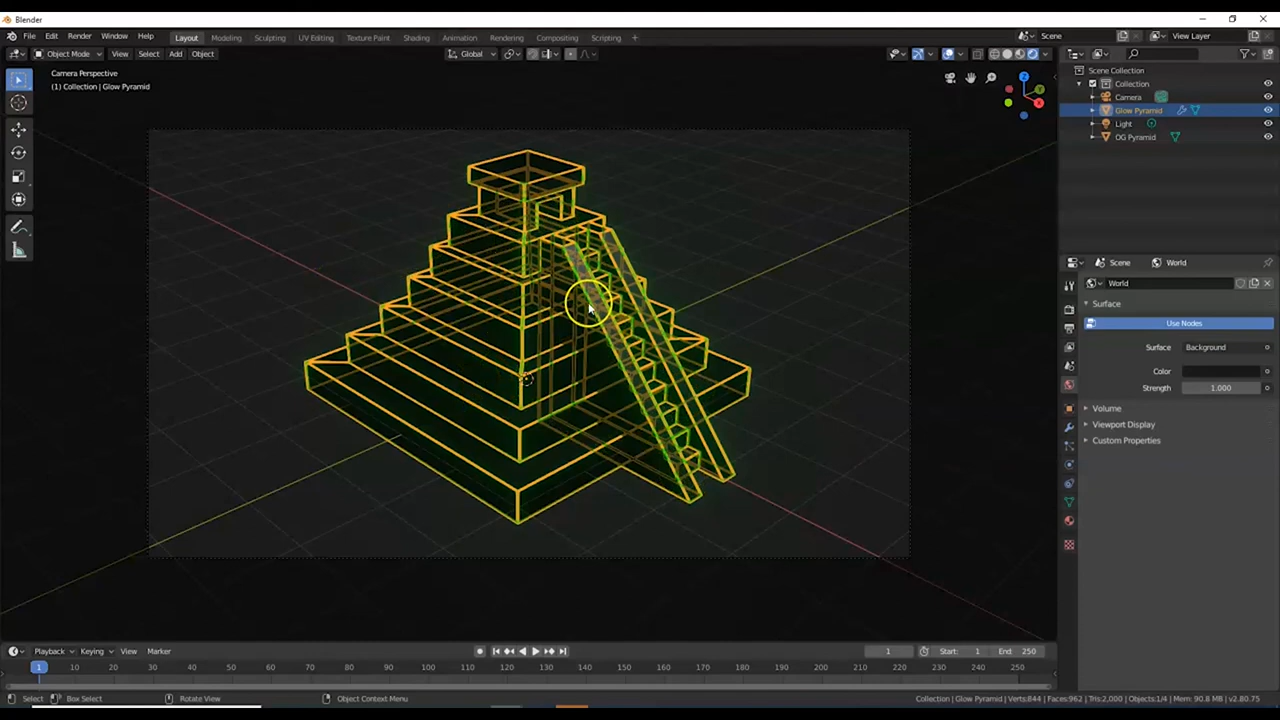 Blender
File Edit Render Window Help Layout Modeling Sculpting UV Editing Texture Paint Shading Animation Rendering Compositing Scripting + Scene View Layer
Object Mode View Select Add Object Global
Camera Perspective
(1) Collection | Glow Pyramid
Z
Y
X
Scene Collection
Collection
Camera
Glow Pyramid
Light
OG Pyramid
Scene World
World
Surface
Use Nodes
Surface Background
Color
Strength 1.000
Volume
Viewport Display
Custom Properties
Playback Keying View Marker 1 Start: 1 End: 250
1 10 20 30 40 50 60 70 80 90 100 110 120 130 140 150 160 170 180 190 200 210 220 230 240 250
Select Box Select Rotate View Object Context Menu Collection | Glow Pyramid | Verts:844 | Faces:962 | Tris:2,000 | Objects:1/4 | Mem: 90.8 MB | v2.80.75